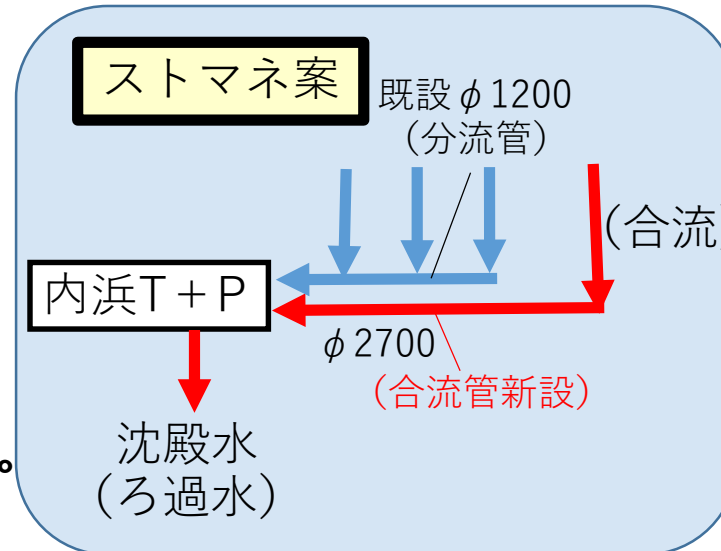 ストマネ案
既設φ1200
(分流管)
(合流)
内浜T+P
φ2700
(合流管新設)
沈殿水
(ろ過水)
。